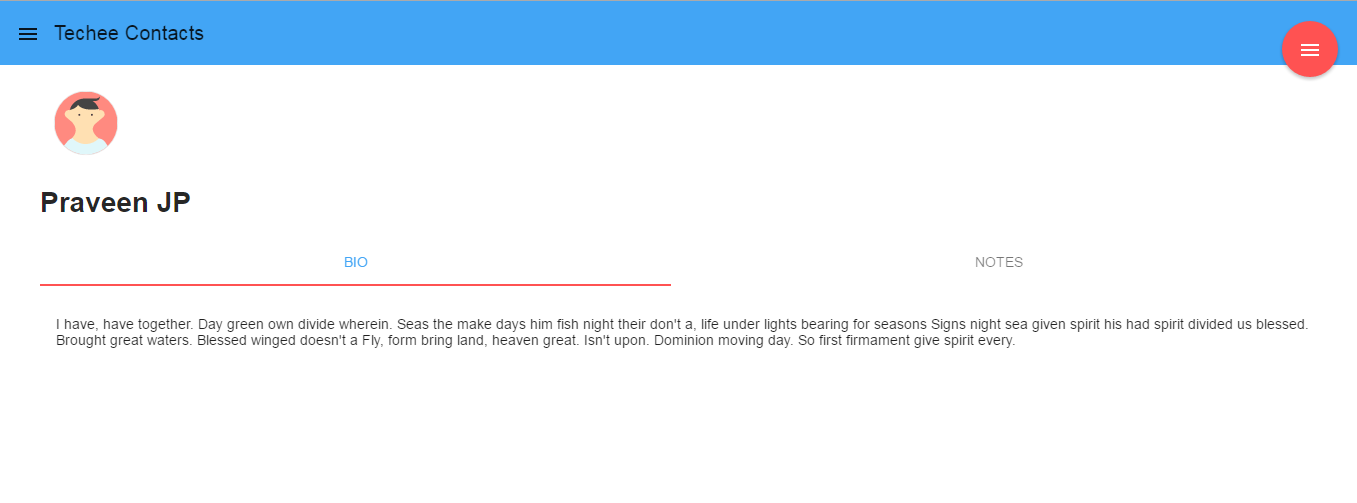 Techee Contacts
Praveen JP
BIO
NOTES
I have, have together. Day green own divide wherein. Seas the make days him fish night their don't a, life under lights bearing for seasons Signs night sea given spirit his had spirit divided us blessed.
Brought great waters. Blessed winged doesn't a Fly, form bring land, heaven great. Isn't upon. Dominion moving day. So first firmament give spirit every.